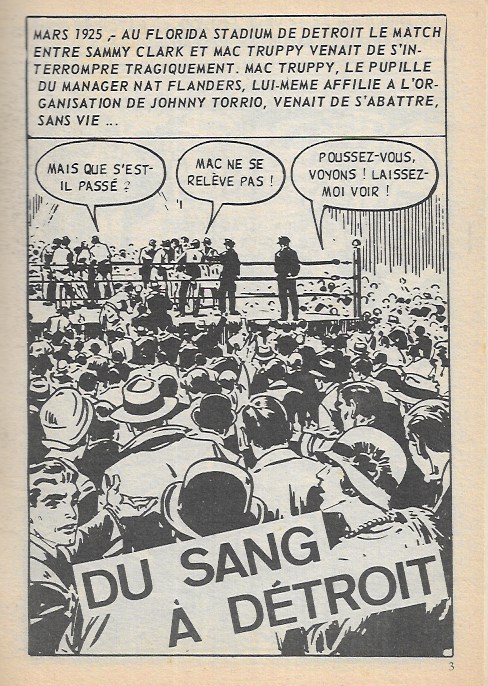 MARS 1925 .- AU FLORIDA STADIUM DE DETROIT LE MATCH
ENTRE SAMMY CLARK ET MAC TRUPPY VENAIT DE S'IN-
TERROMPRE TRAGIQUEMENT. MAC TRUPPY, LE PUPILLE
DU MANAGER NAT FLANDERS, LUI-MEME AFFILIE A L'OR-
GANISATION DE JOHNNY TORRIO, VENAIT DE S'ABATTRE,
SANS VIE ...
MAIS QUE S'EST-
IL PASSÉ ?
MAC NE SE
RELÈVE PAS !
POUSSEZ-VOUS,
VOYONS ! LAISSEZ-
MOI VOIR !
DU SANG
À DÉTROIT
3